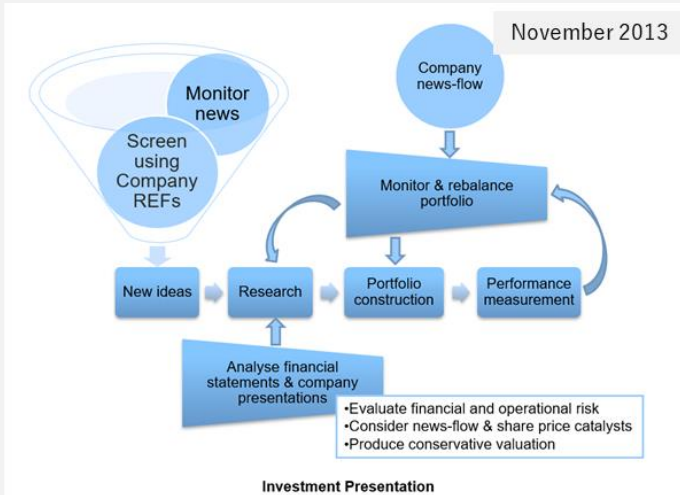 November 2013
Monitor
news
Screen
using
Company
REFs
Company
news-flow
Monitor & rebalance
portfolio
New ideas
Research
Portfolio
construction
Performance
measurement
Analyse financial
statements & company
presentations
•Evaluate financial and operational risk
•Consider news-flow & share price catalysts
•Produce conservative valuation
Investment Presentation